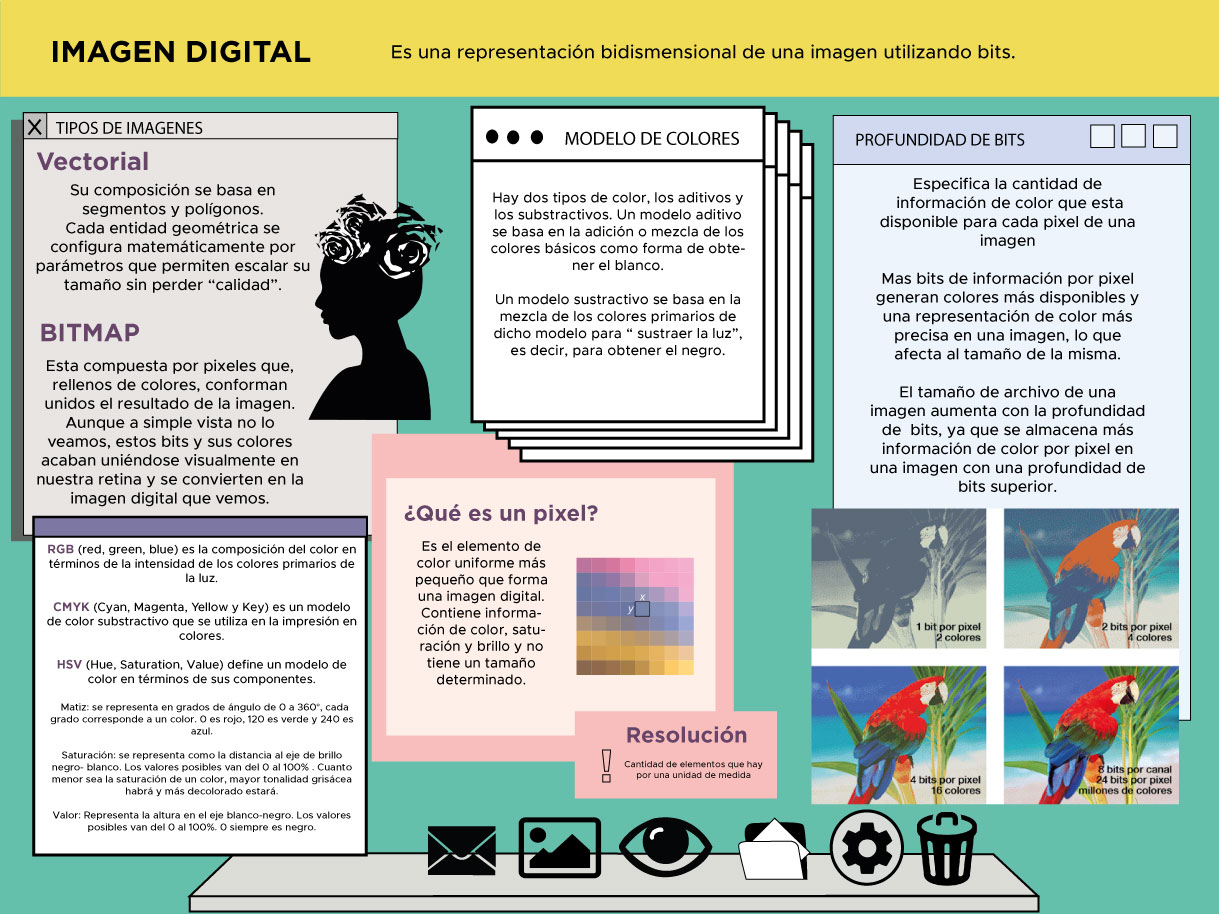 IMAGEN DIGITAL
Es una representación bidismensional de una imagen utilizando bits.
X TIPOS DE IMAGENES
Vectorial
Su composición se basa en
segmentos y polígonos.
Cada entidad geométrica se
configura matemáticamente por
parámetros que permiten escalar su
tamaño sin perder “calidad”.
BITMAP
Esta compuesta por pixeles que,
rellenos de colores, conforman
unidos el resultado de la imagen.
Aunque a simple vista no lo
veamos, estos bits y sus colores
acaban uniéndose visualmente en
nuestra retina y se convierten en la
imagen digital que vemos.
RGB (red, green, blue) es la composición del color en
términos de la intensidad de los colores primarios de
la luz.
CMYK (Cyan, Magenta, Yellow y Key) es un modelo
de color substractivo que se utiliza en la impresión en
colores.
HSV (Hue, Saturation, Value) define un modelo de
color en términos de sus componentes.
Matiz: se representa en grados de ángulo de 0 a 360°, cada
grado corresponde a un color. 0 es rojo, 120 es verde y 240 es
azul.
Saturación: se representa como la distancia al eje de brillo
negro- blanco. Los valores posibles van del 0 al 100% . Cuanto
menor sea la saturación de un color, mayor tonalidad grisácea
habrá y más decolorado estará.
Valor: Representa la altura en el eje blanco-negro. Los valores
posibles van del 0 al 100%. 0 siempre es negro.
MODELO DE COLORES
Hay dos tipos de color, los aditivos y
los substractivos. Un modelo aditivo
se basa en la adición o mezcla de los
colores básicos como forma de obte-
ner el blanco.
Un modelo sustractivo se basa en la
mezcla de los colores primarios de
dicho modelo para “ sustraer la luz”,
es decir, para obtener el negro.
¿Qué es un pixel?
Es el elemento de
color uniforme más
pequeño que forma
una imagen digital.
Contiene informa-
ción de color, satu-
ración y brillo y no
tiene un tamaño
determinado.
x
y
Resolución
!
Cantidad de elementos que hay
por una unidad de medida
PROFUNDIDAD DE BITS
Especifica la cantidad de
información de color que esta
disponible para cada pixel de una
imagen
Mas bits de información por pixel
generan colores más disponibles y
una representación de color más
precisa en una imagen, lo que
afecta al tamaño de la misma.
El tamaño de archivo de una
imagen aumenta con la profundidad
de bits, ya que se almacena más
información de color por pixel en
una imagen con una profundidad de
bits superior.
1 bit por pixel
2 colores
2 bits por pixel
4 colores
4 bits por pixel
16 colores
8 bits por canal
24 bits por pixel
millones de colores